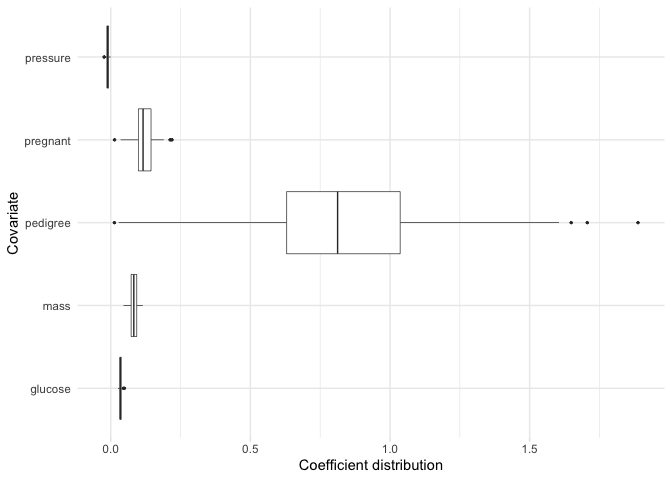 pressure
pregnant
pedigree
mass
glucose
Covariate
0.0 0.5 1.0 1.5
Coefficient distribution